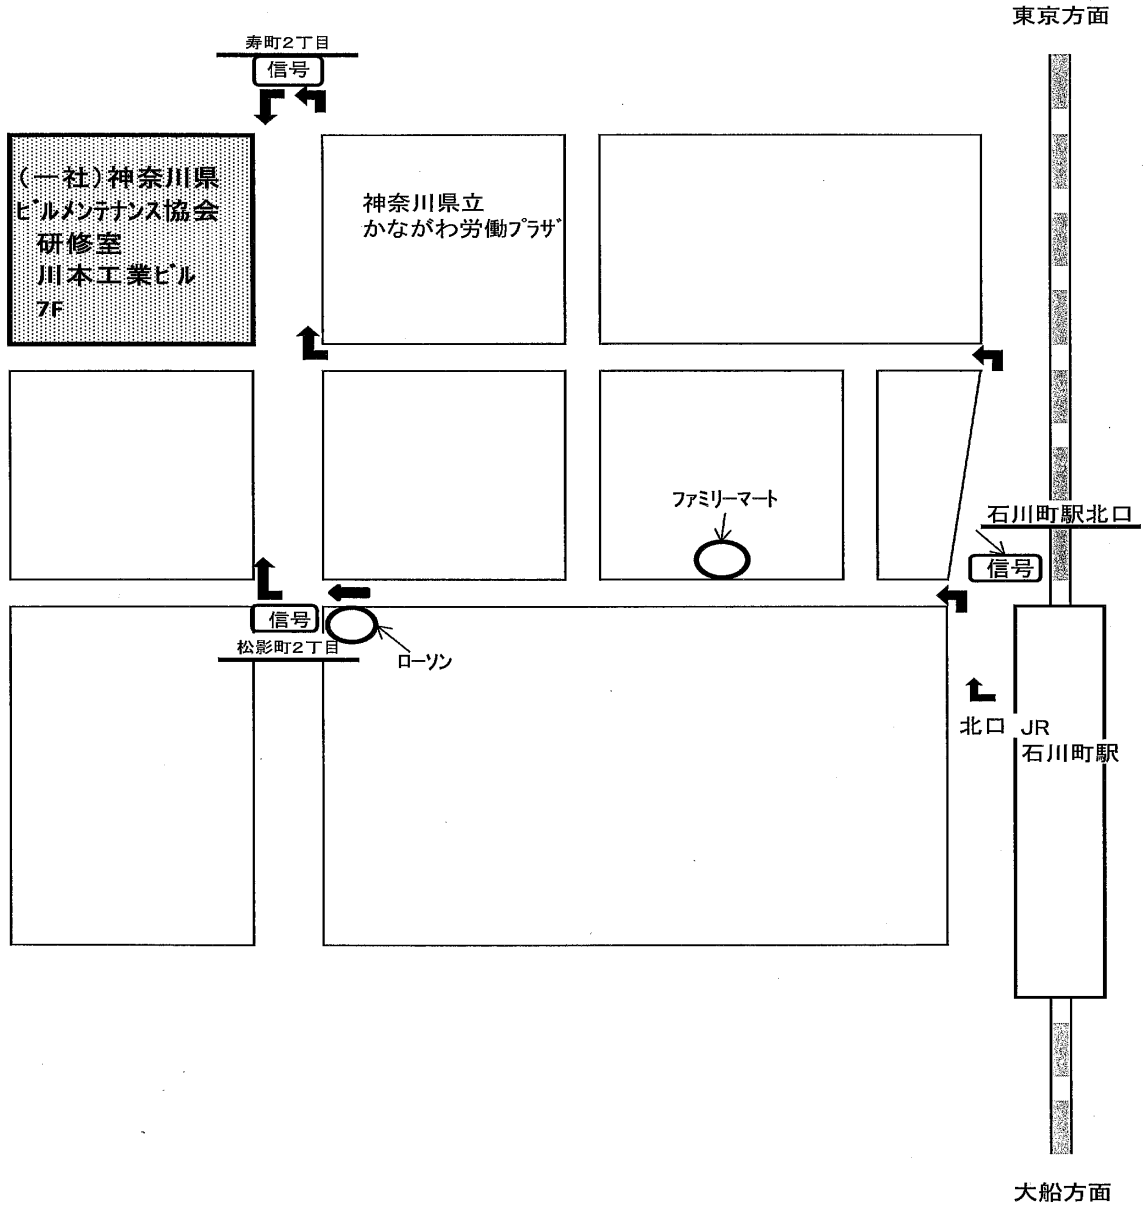 東京方面
寿町2丁目
信号
(一社)神奈川県
ﾋﾞﾙﾒﾝﾃﾅﾝｽ協会
研修室
川本工業ﾋﾞﾙ
7F
神奈川県立
かながわ労働ﾌﾟﾗｻﾞ
ﾌｧﾐﾘｰﾏｰﾄ
石川町駅北口
信号
信号
松影町2丁目
ﾛｰｿﾝ
北口
JR
石川町駅
大船方面